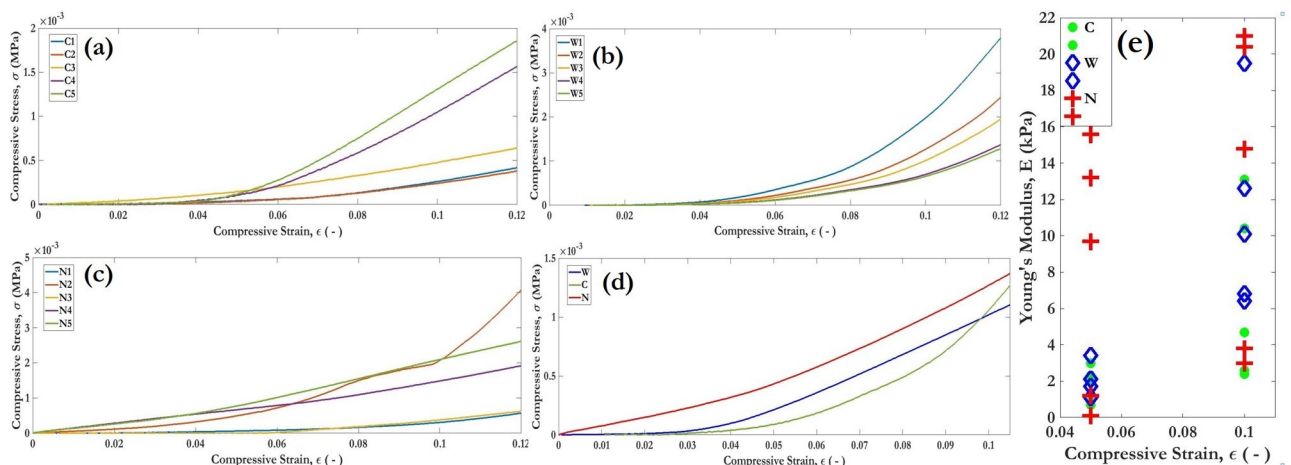 ×10⁻³
2
1.5
1
0.5
0
0 0.02 0.04 0.06 0.08 0.1 0.12
Compressive Stress, σ (MPa)
Compressive Strain, ϵ ( - )
C1
C2
C3
C4
C5
(a)
×10⁻³
4
3
2
1
0
0 0.02 0.04 0.06 0.08 0.1 0.12
Compressive Stress, σ (MPa)
Compressive Strain, ϵ ( - )
W1
W2
W3
W4
W5
(b)
×10⁻³
5
4
3
2
1
0
0 0.02 0.04 0.06 0.08 0.1 0.12
Compressive Stress, σ (MPa)
Compressive Strain, ϵ ( - )
N1
N2
N3
N4
N5
(c)
×10⁻³
1.5
1
0.5
0
0 0.01 0.02 0.03 0.04 0.05 0.06 0.07 0.08 0.09 0.1
Compressive Stress, σ (MPa)
Compressive Strain, ϵ ( - )
W
C
N
(d)
22
20
18
16
14
12
10
8
6
4
2
0
0.04 0.06 0.08 0.1
Young's Modulus, E (kPa)
Compressive Strain, ϵ ( - )
C
W
N
(e)